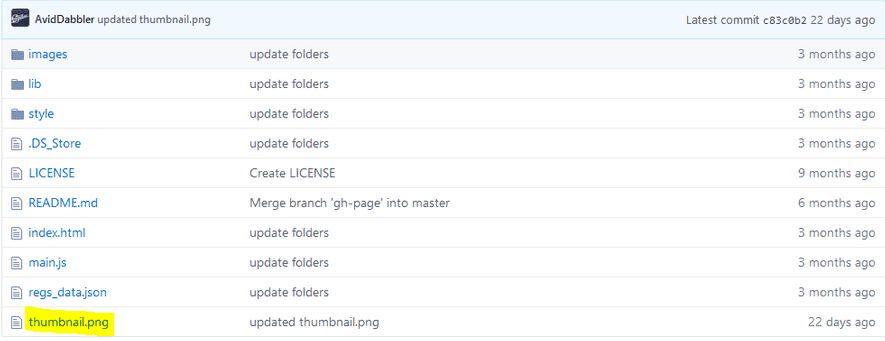 AvidDabbler updated thumbnail.png Latest commit c83c0b2 22 days ago
images update folders 3 months ago
lib update folders 3 months ago
style update folders 3 months ago
.DS_Store update folders 3 months ago
LICENSE Create LICENSE 9 months ago
README.md Merge branch 'gh-page' into master 6 months ago
index.html update folders 3 months ago
main.js update folders 3 months ago
regs_data.json update folders 3 months ago
thumbnail.png updated thumbnail.png 22 days ago